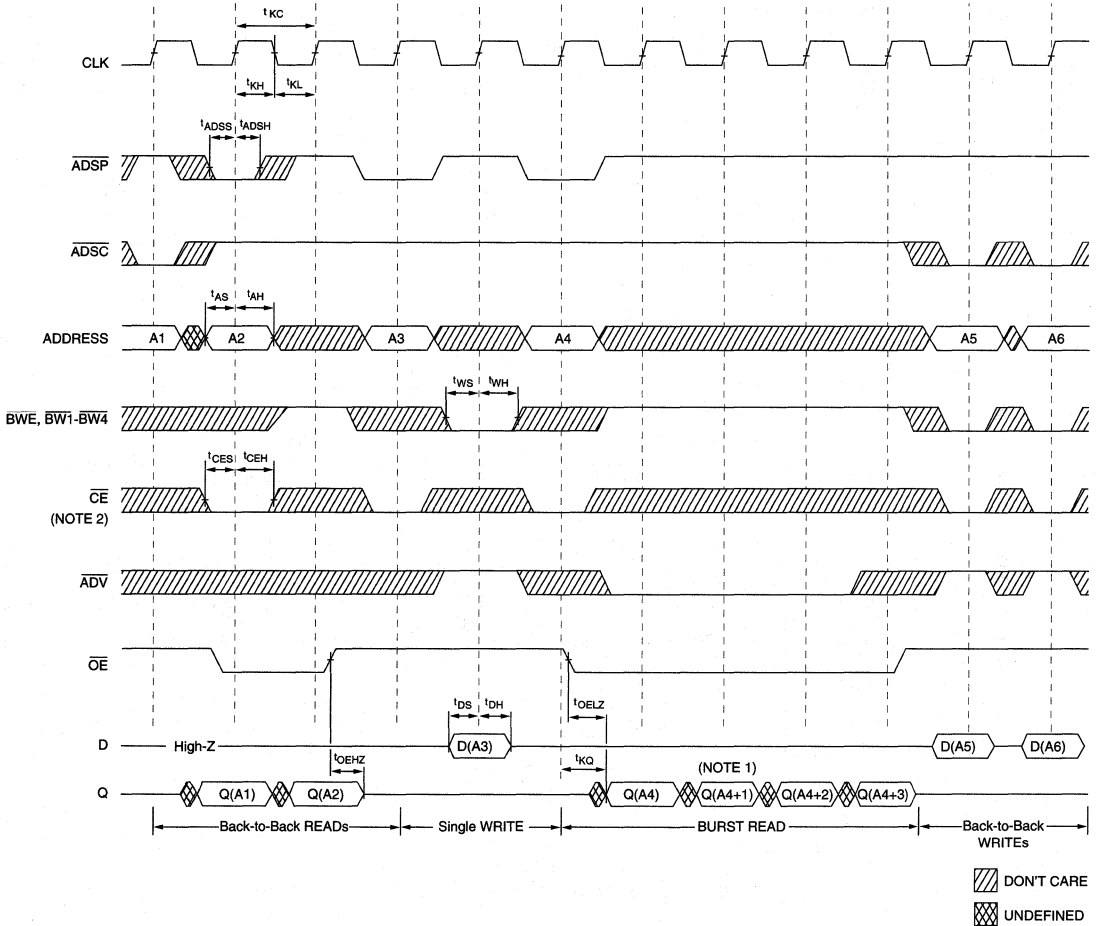 tKC
CLK
tKH tKL
tADSS tADSH
ADSP
ADSC
tAS tAH
ADDRESS A1 A2 A3 A4 A5 A6
tWS tWH
BWE, BW1-BW4
tCES tCEH
CE
(NOTE 2)
ADV
OE
tDS tDH tOELZ
D High-Z D(A3) D(A5) D(A6)
tOEHZ tKQ (NOTE 1)
Q Q(A1) Q(A2) Q(A4) Q(A4+1) Q(A4+2) Q(A4+3)
Back-to-Back READs Single WRITE BURST READ Back-to-Back
WRITEs
DON'T CARE
UNDEFINED